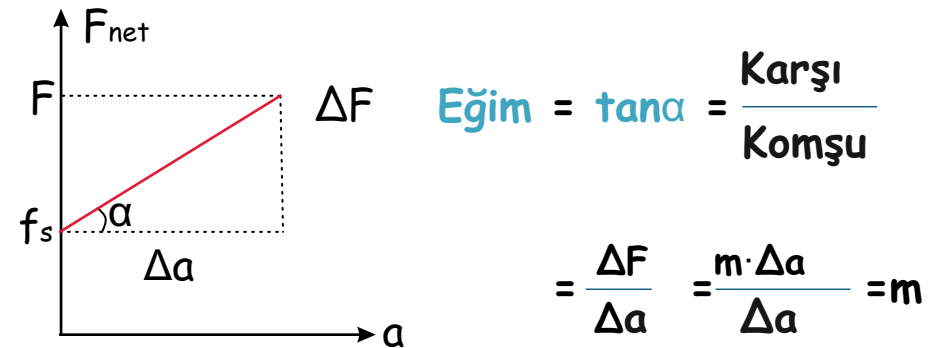 Fnet
F
ΔF
fs
α
Δa
a
Eğim = tanα = Karşı
Komşu
= ΔF = m·Δa = m
Δa Δa